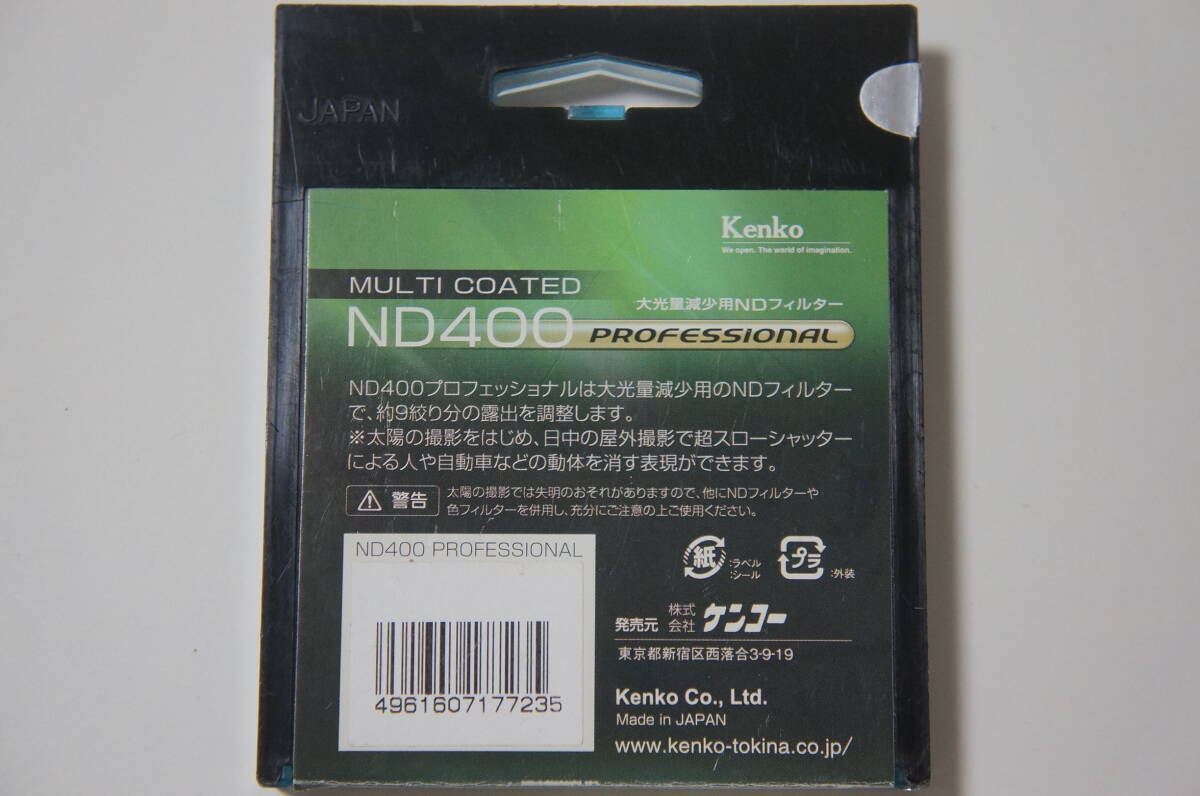 JAPAN
Kenko
We open. The world of imagination.
MULTI COATED
大光量減少用NDフィルター
ND400 PROFESSIONAL
ND400プロフェッショナルは大光量減少用のNDフィルター
で、約9絞り分の露出を調整します。
※太陽の撮影をはじめ、日中の屋外撮影で超スローシャッター
による人や自動車などの動体を消す表現ができます。
警告
太陽の撮影では失明のおそれがありますので、他にNDフィルターや
色フィルターを併用し、充分にご注意の上ご使用ください。
ND400 PROFESSIONAL
4961607177235
紙 :ラベル
:シール
プラ :外装
発売元 株式会社 ケンコー
東京都新宿区西落合3-9-19
Kenko Co., Ltd.
Made in JAPAN
www.kenko-tokina.co.jp/